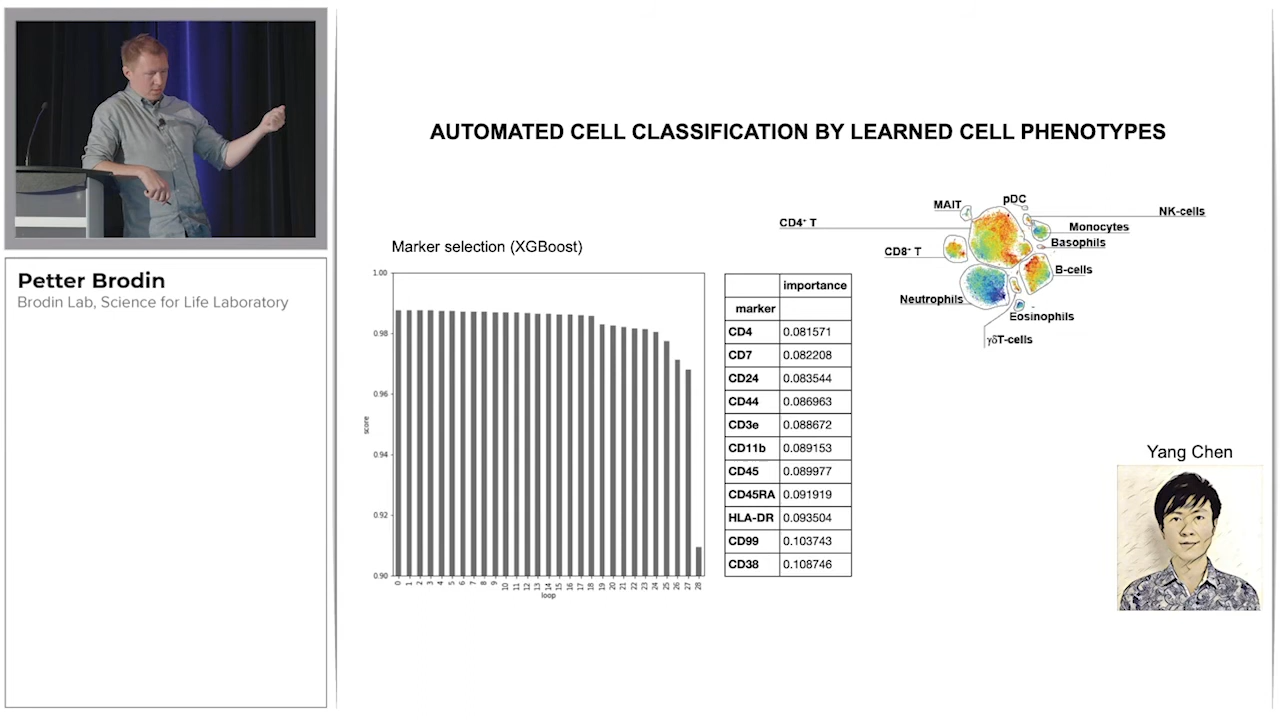 Petter Brodin
Brodin Lab, Science for Life Laboratory
AUTOMATED CELL CLASSIFICATION BY LEARNED CELL PHENOTYPES
Marker selection (XGBoost)
1.00
0.98
0.96
0.94
0.92
0.90
score
0 1 2 3 4 5 6 7 8 9 10 11 12 13 14 15 16 17 18 19 20 21 22 23 24 25 26 27 28
loop
importance
marker
CD4 0.081571
CD7 0.082208
CD24 0.083544
CD44 0.086963
CD3e 0.088672
CD11b 0.089153
CD45 0.089977
CD45RA 0.091919
HLA-DR 0.093504
CD99 0.103743
CD38 0.108746
pDC
MAIT
NK-cells
CD4⁺ T
Monocytes
Basophils
CD8⁺ T
B-cells
Neutrophils
Eosinophils
γδT-cells
Yang Chen